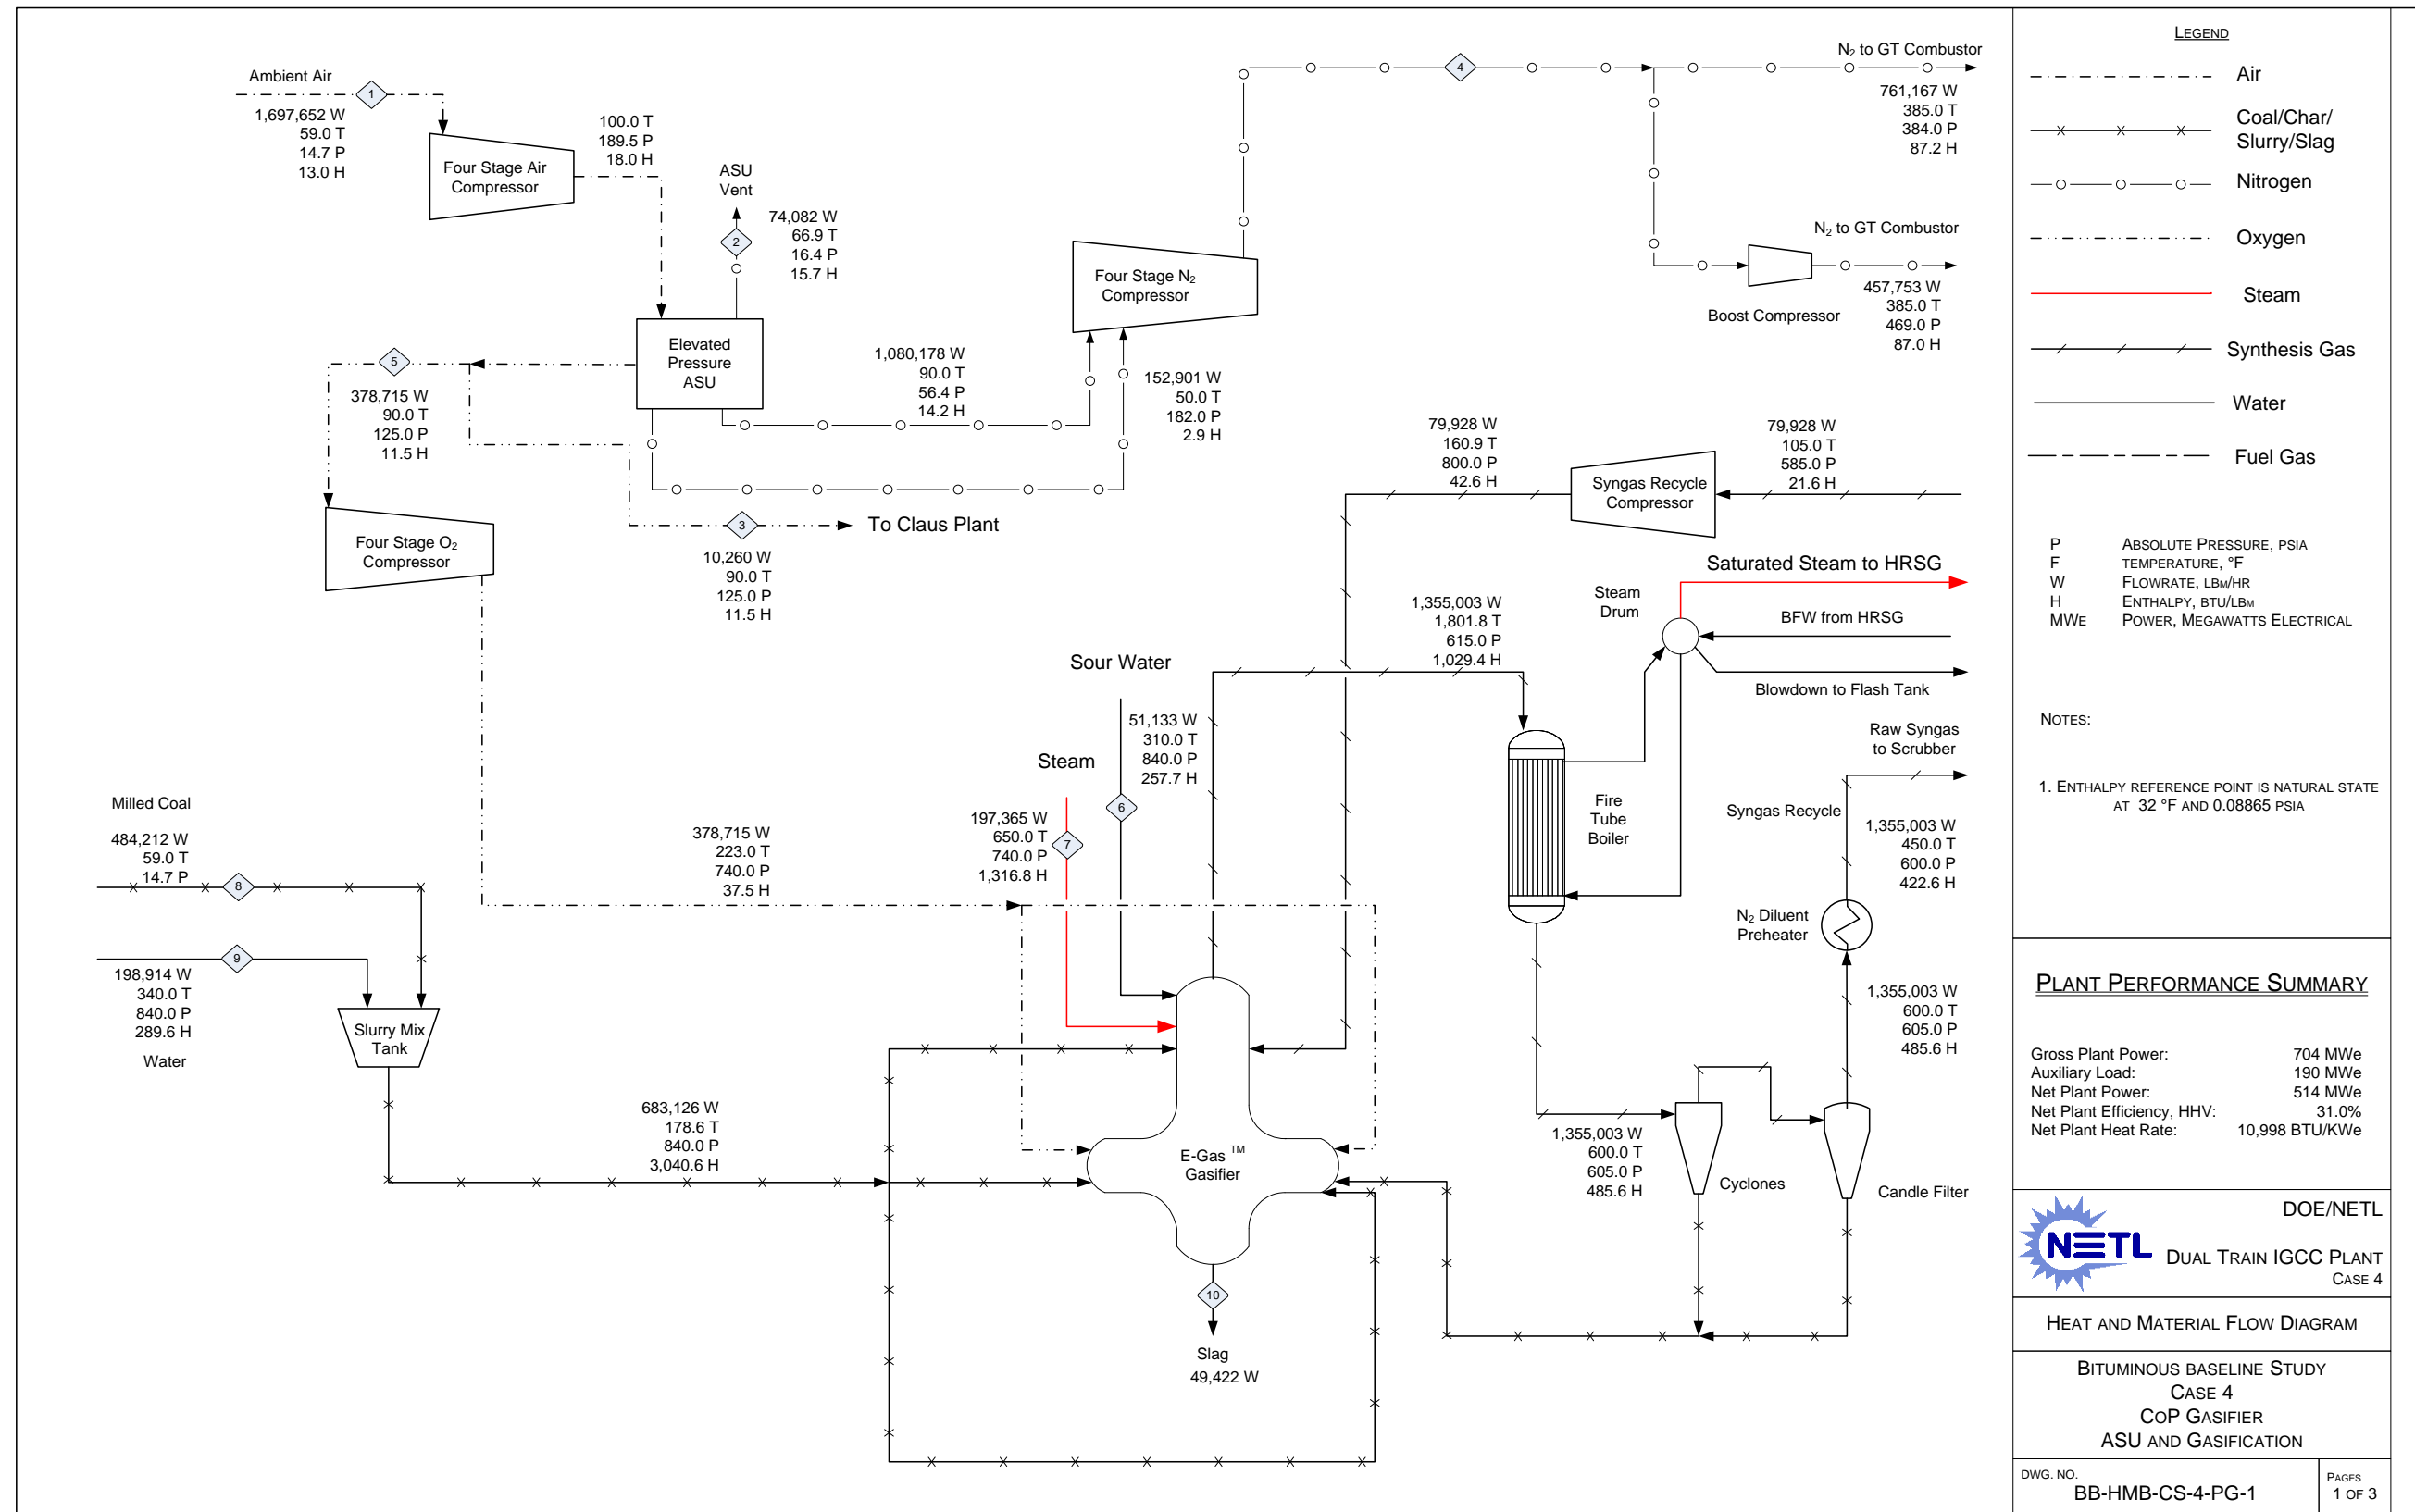 Ambient Air
1
1,697,652 W
59.0 T
14.7 P
13.0 H
Four Stage Air
Compressor
100.0 T
189.5 P
18.0 H
ASU
Vent
2
74,082 W
66.9 T
16.4 P
15.7 H
Elevated
Pressure
ASU
5
378,715 W
90.0 T
125.0 P
11.5 H
1,080,178 W
90.0 T
56.4 P
14.2 H
152,901 W
50.0 T
182.0 P
2.9 H
Four Stage N2
Compressor
4
N2 to GT Combustor
761,167 W
385.0 T
384.0 P
87.2 H
N2 to GT Combustor
Boost Compressor
457,753 W
385.0 T
469.0 P
87.0 H
Four Stage O2
Compressor
3
To Claus Plant
10,260 W
90.0 T
125.0 P
11.5 H
79,928 W
160.9 T
800.0 P
42.6 H
Syngas Recycle
Compressor
79,928 W
105.0 T
585.0 P
21.6 H
Saturated Steam to HRSG
Steam
Drum
BFW from HRSG
Blowdown to Flash Tank
1,355,003 W
1,801.8 T
615.0 P
1,029.4 H
Sour Water
51,133 W
310.0 T
840.0 P
257.7 H
6
Steam
197,365 W
650.0 T
740.0 P
1,316.8 H
7
Fire
Tube
Boiler
Raw Syngas
to Scrubber
Syngas Recycle
1,355,003 W
450.0 T
600.0 P
422.6 H
N2 Diluent
Preheater
1,355,003 W
600.0 T
605.0 P
485.6 H
Milled Coal
484,212 W
59.0 T
14.7 P
8
9
198,914 W
340.0 T
840.0 P
289.6 H
Water
Slurry Mix
Tank
378,715 W
223.0 T
740.0 P
37.5 H
683,126 W
178.6 T
840.0 P
3,040.6 H
E-Gas TM
Gasifier
10
Slag
49,422 W
1,355,003 W
600.0 T
605.0 P
485.6 H
Cyclones
Candle Filter
LEGEND
Air
Coal/Char/
Slurry/Slag
Nitrogen
Oxygen
Steam
Synthesis Gas
Water
Fuel Gas
P ABSOLUTE PRESSURE, PSIA
F TEMPERATURE, °F
W FLOWRATE, LBM/HR
H ENTHALPY, BTU/LBM
MWE POWER, MEGAWATTS ELECTRICAL
NOTES:
1. ENTHALPY REFERENCE POINT IS NATURAL STATE
AT 32 °F AND 0.08865 PSIA
PLANT PERFORMANCE SUMMARY
Gross Plant Power: 704 MWe
Auxiliary Load: 190 MWe
Net Plant Power: 514 MWe
Net Plant Efficiency, HHV: 31.0%
Net Plant Heat Rate: 10,998 BTU/KWe
NETL
DOE/NETL
DUAL TRAIN IGCC PLANT
CASE 4
HEAT AND MATERIAL FLOW DIAGRAM
BITUMINOUS BASELINE STUDY
CASE 4
COP GASIFIER
ASU AND GASIFICATION
DWG. NO.
BB-HMB-CS-4-PG-1
PAGES
1 OF 3